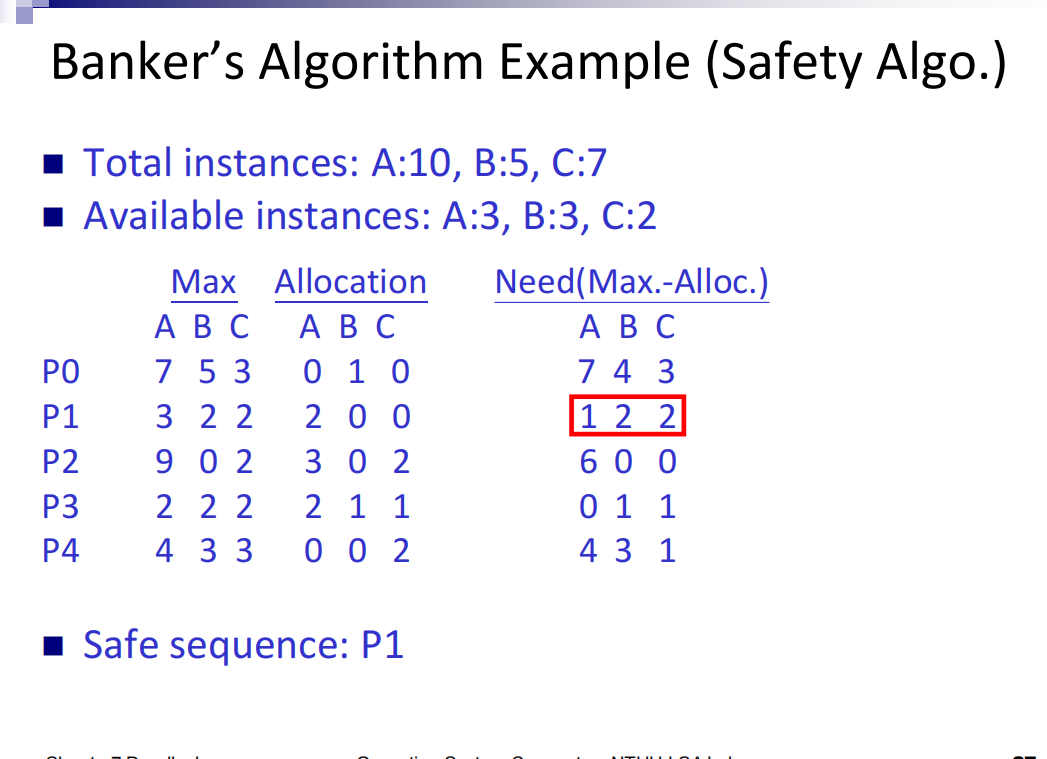 Banker's Algorithm Example (Safety Algo.)
Total instances: A:10, B:5, C:7
Available instances: A:3, B:3, C:2
Max Allocation Need(Max.-Alloc.)
A B C A B C A B C
P0 7 5 3 0 1 0 7 4 3
P1 3 2 2 2 0 0 1 2 2
P2 9 0 2 3 0 2 6 0 0
P3 2 2 2 2 1 1 0 1 1
P4 4 3 3 0 0 2 4 3 1
Safe sequence: P1